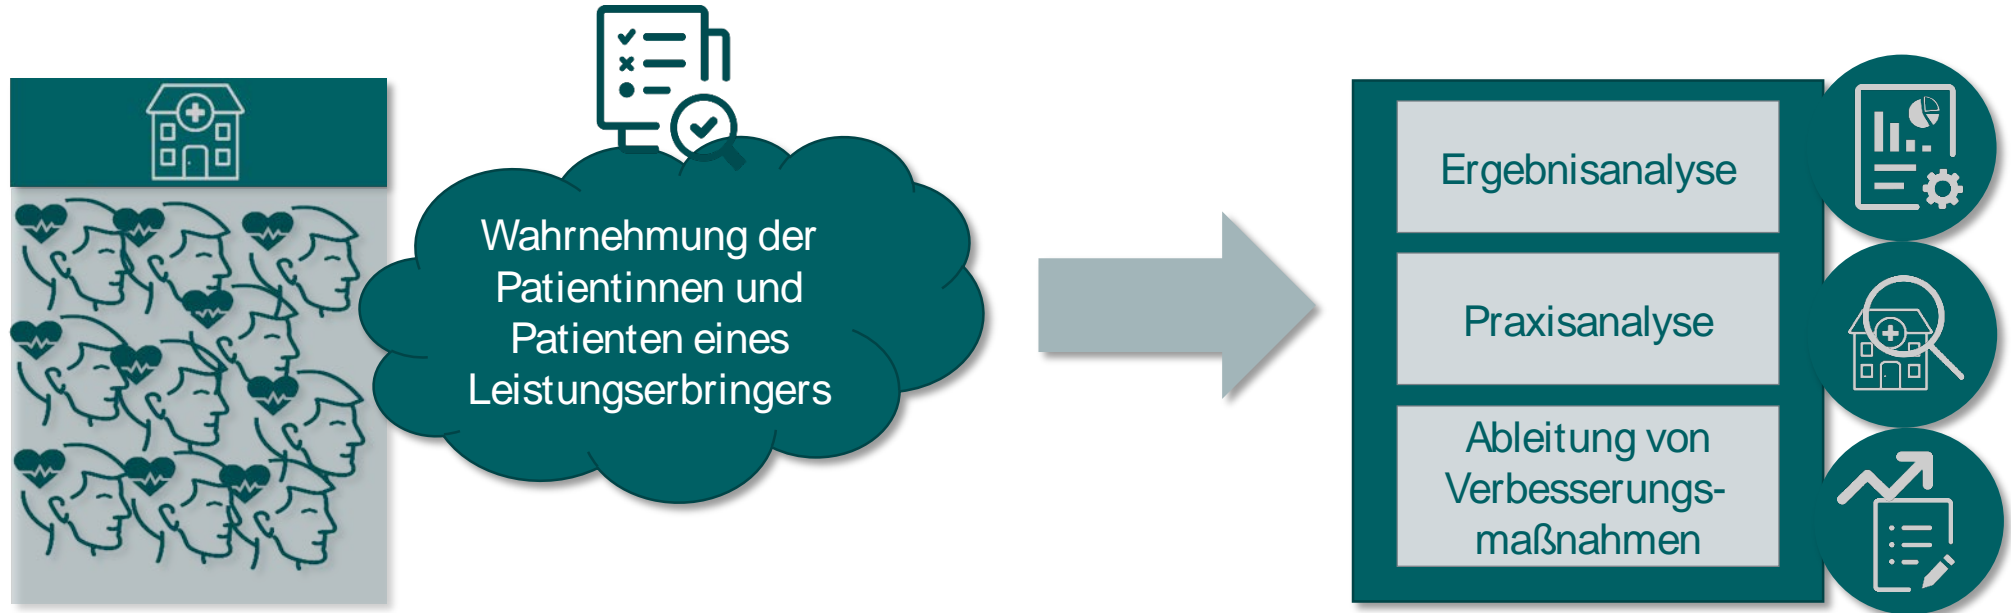 Wahrnehmung der
Patientinnen und
Patienten eines
Leistungserbringers
Ergebnisanalyse
Praxisanalyse
Ableitung von
Verbesserungs-
maßnahmen